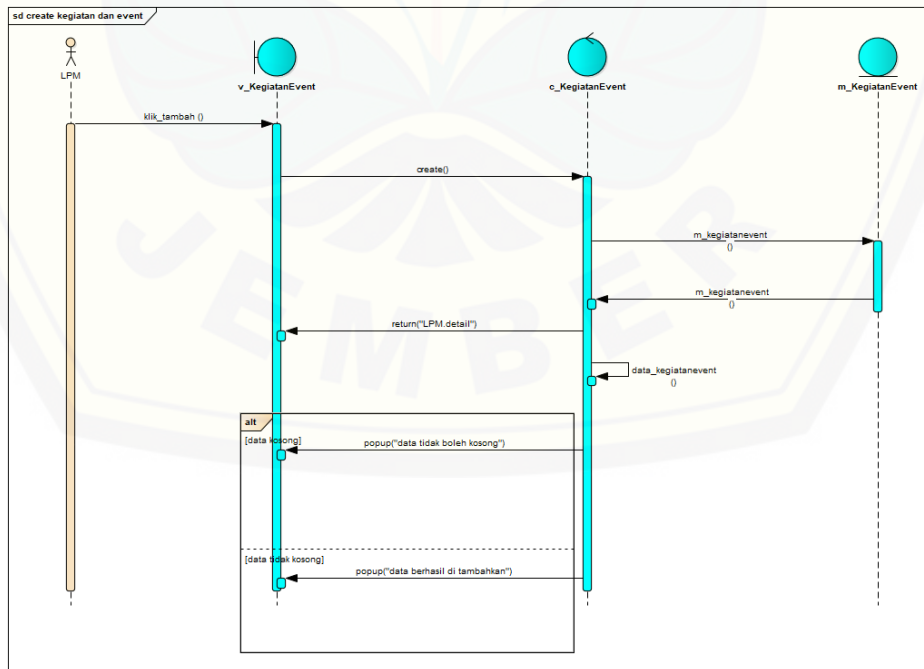 sd create kegiatan dan event
LPM
v_KegiatanEvent
c_KegiatanEvent
m_KegiatanEvent
klik_tambah ()
create()
m_kegiatanevent
()
m_kegiatanevent
()
return("LPM.detail")
data_kegiatanevent
()
alt
[data kosong]
popup("data tidak boleh kosong")
[data tidak kosong]
popup("data berhasil di tambahkan")
JEMBER